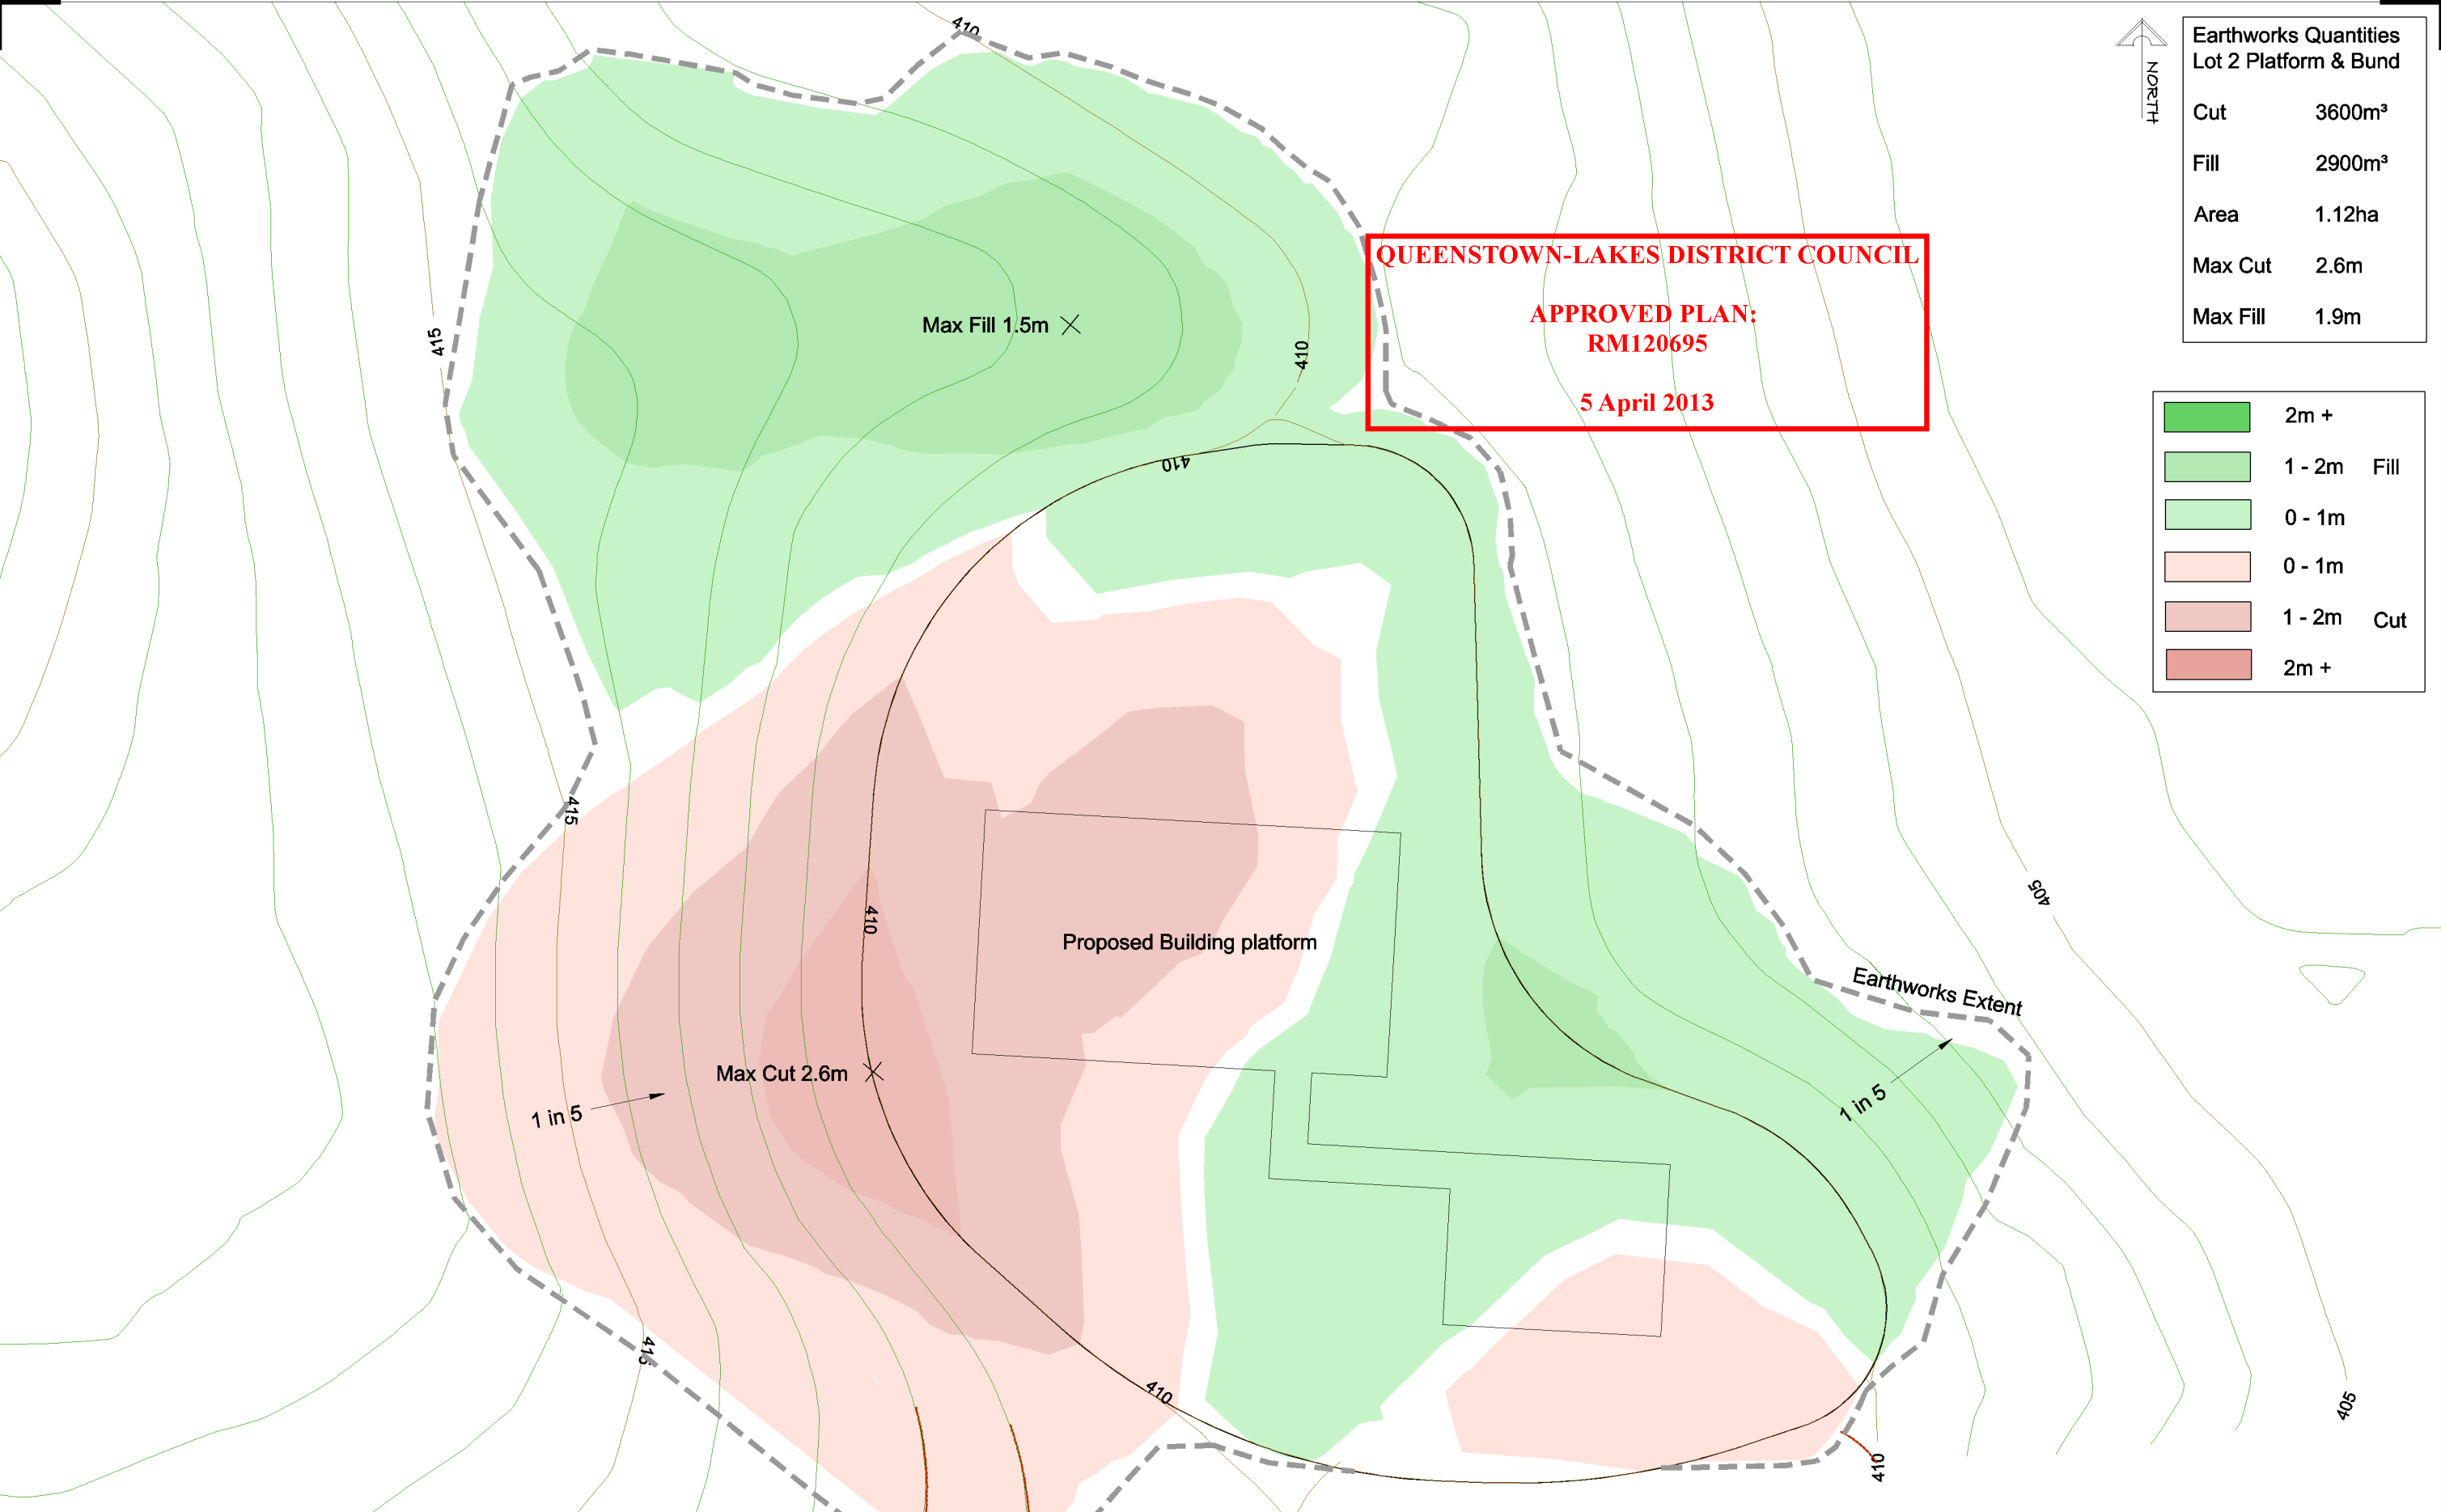 410
NORTH
Earthworks Quantities
Lot 2 Platform & Bund
Cut 3600m³
Fill 2900m³
Area 1.12ha
Max Cut 2.6m
Max Fill 1.9m
QUEENSTOWN-LAKES DISTRICT COUNCIL
APPROVED PLAN:
RM120695
5 April 2013
415
Max Fill 1.5m
410
410
2m +
1 - 2m Fill
0 - 1m
0 - 1m
1 - 2m Cut
2m +
415
410
405
Proposed Building platform
Earthworks Extent
Max Cut 2.6m
1 in 5
1 in 5
415
410
405
410